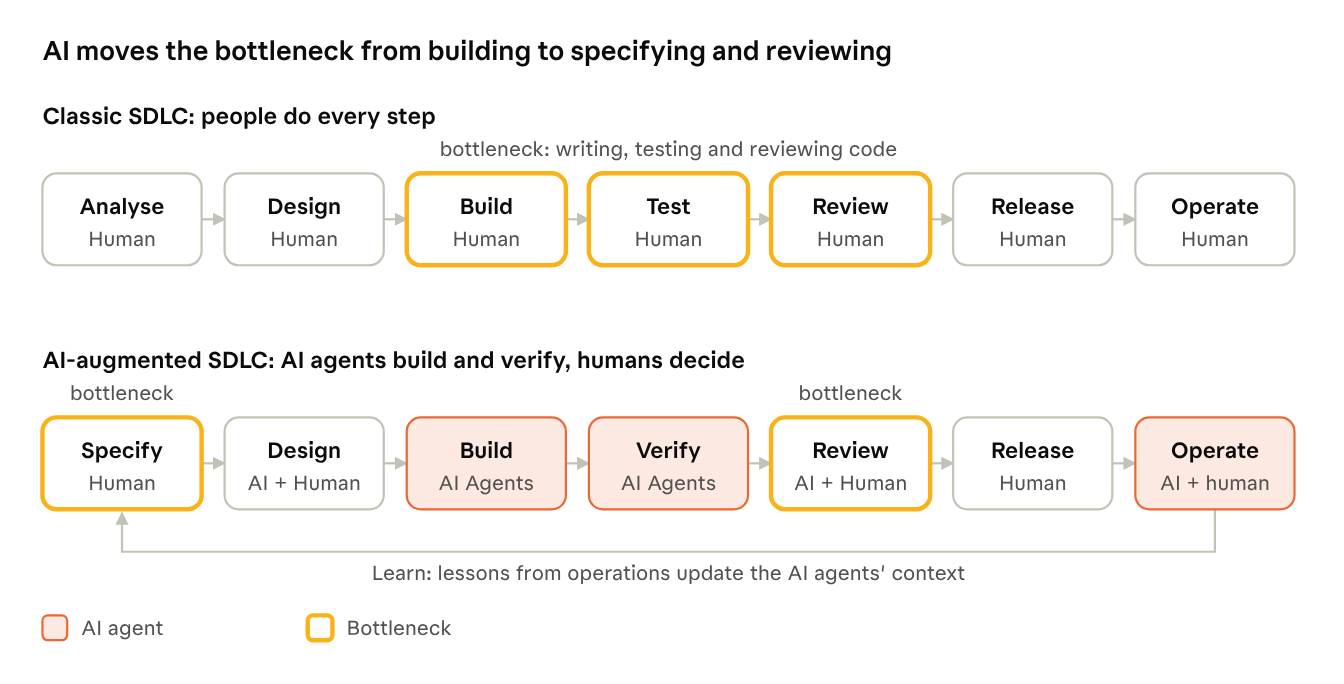 AI moves the bottleneck from building to specifying and reviewing
Classic SDLC: people do every step
bottleneck: writing, testing and reviewing code
Analyse
Human
Design
Human
Build
Human
Test
Human
Review
Human
Release
Human
Operate
Human
AI-augmented SDLC: AI agents build and verify, humans decide
bottleneck
bottleneck
Specify
Human
Design
AI + Human
Build
AI Agents
Verify
AI Agents
Review
AI + Human
Release
Human
Operate
AI + human
Learn: lessons from operations update the AI agents' context
AI agent
Bottleneck